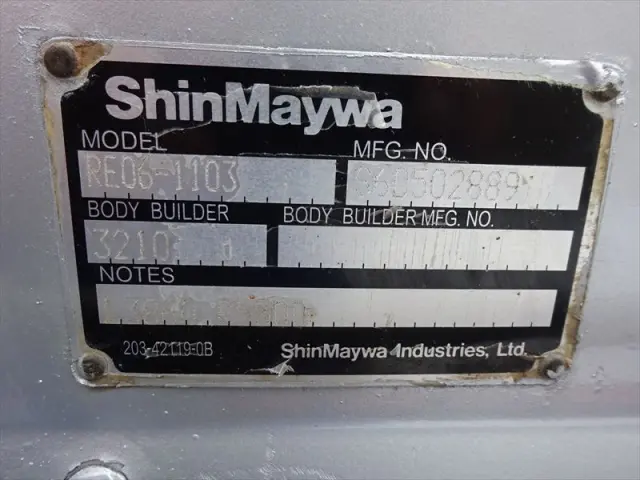 ShinMaywa
MODEL MFG. NO.
RE06-1103 G60502889
BODY BUILDER BODY BUILDER MFG. NO.
3210
NOTES
203-42119-0B ShinMaywa Industries, Ltd.